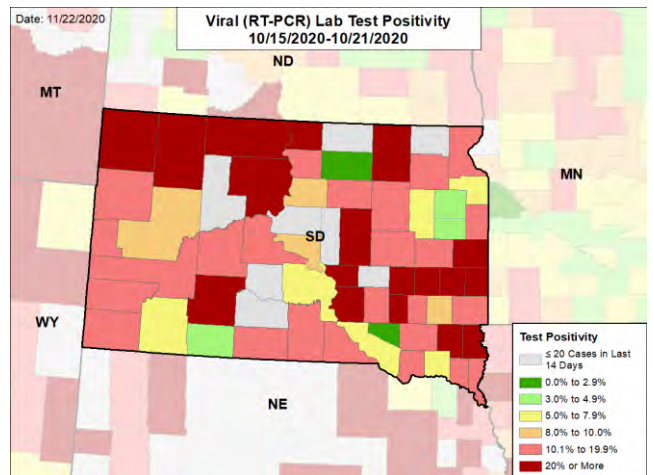 Date: 11/22/2020
Viral (RT-PCR) Lab Test Positivity
10/15/2020-10/21/2020
ND
MT
MN
SD
WY
NE
Test Positivity
≤ 20 Cases in Last
14 Days
0.0% to 2.9%
3.0% to 4.9%
5.0% to 7.9%
8.0% to 10.0%
10.1% to 19.9%
20% or More